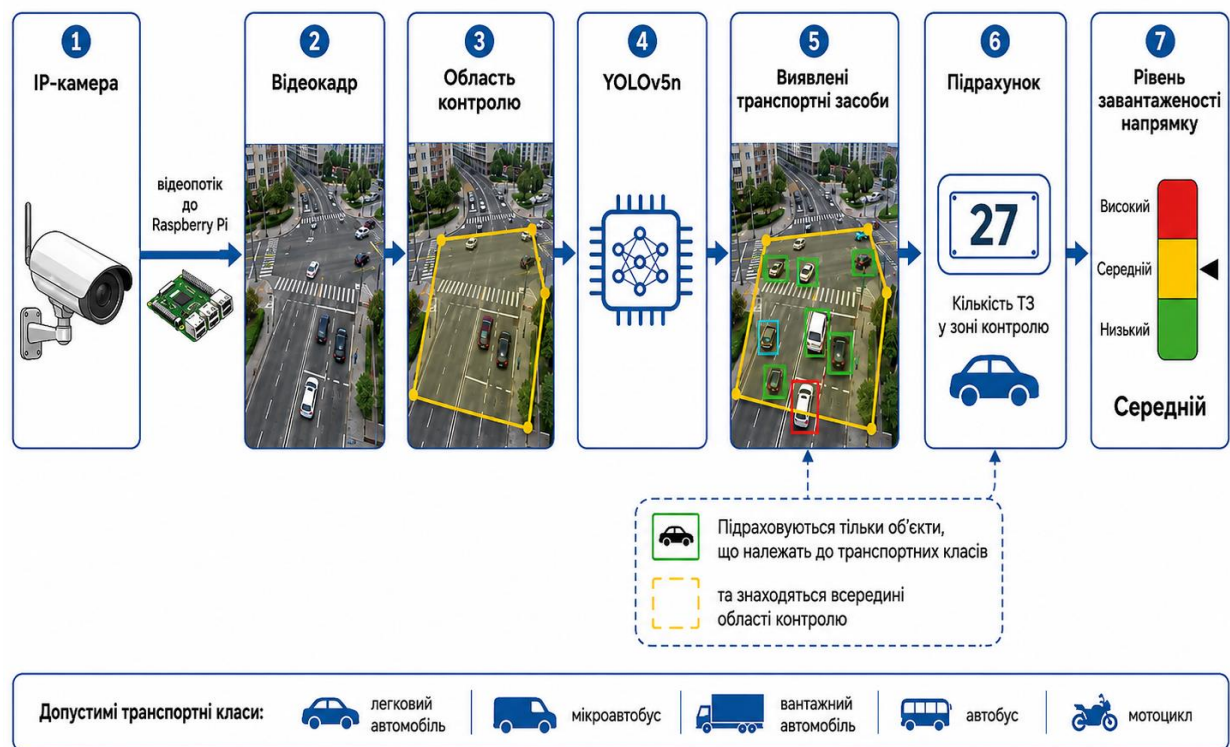 1
IP-камера
відеопотік
до
Raspberry Pi
2
Відеокадр
3
Область
контролю
4
YOLOv5n
5
Виявлені
транспортні засоби
6
Підрахунок
27
Кількість ТЗ
у зоні контролю
7
Рівень
завантаженості
напрямку
Високий
Середній
Низький
Середній
Підраховуються тільки об'єкти,
що належать до транспортних класів
та знаходяться всередині
області контролю
Допустимі транспортні класи:
легковий
автомобіль
мікроавтобус
вантажний
автомобіль
автобус
мотоцикл